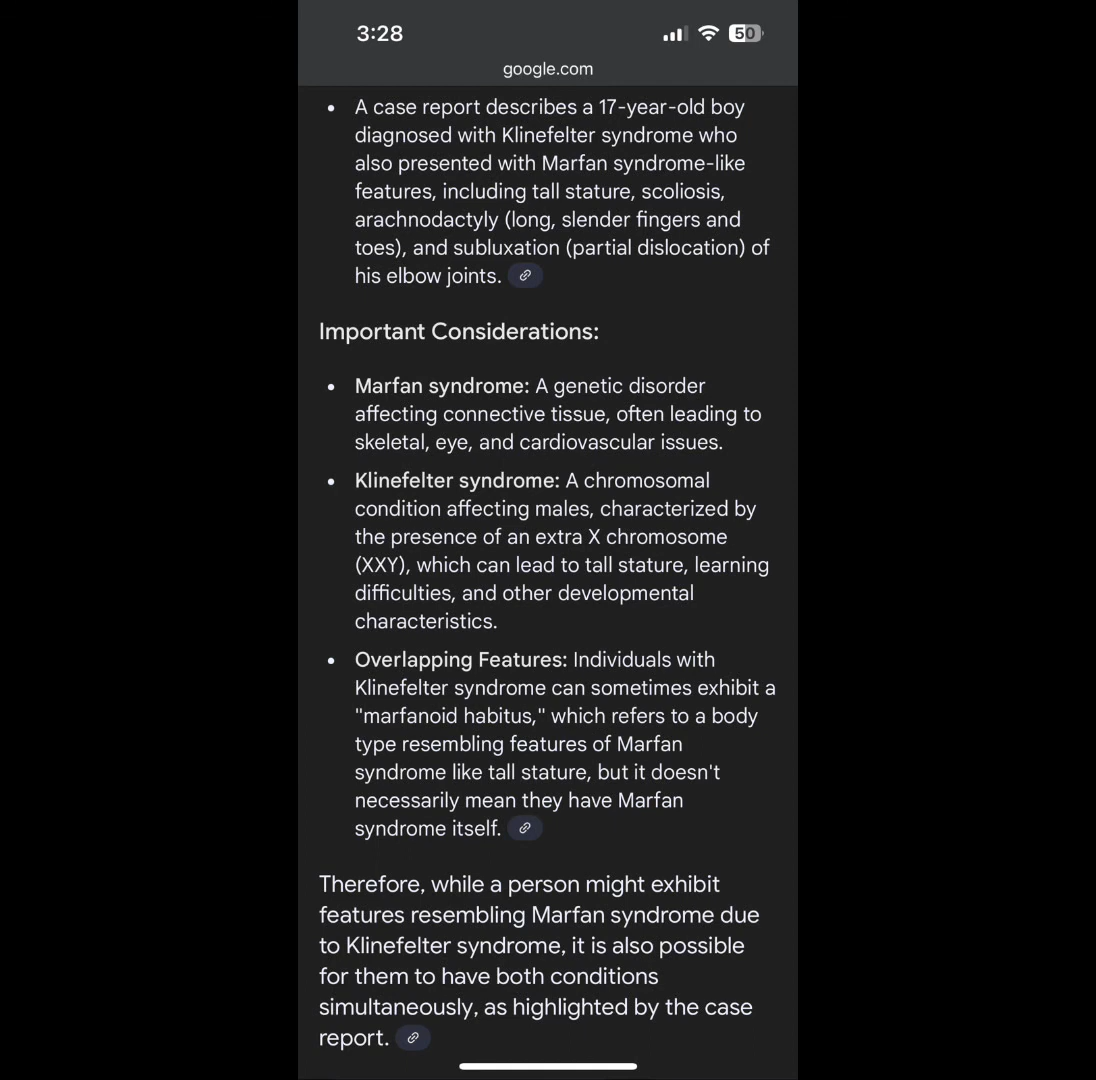 3:28
50
google.com
• A case report describes a 17-year-old boy
diagnosed with Klinefelter syndrome who
also presented with Marfan syndrome-like
features, including tall stature, scoliosis,
arachnodactyly (long, slender fingers and
toes), and subluxation (partial dislocation) of
his elbow joints.
Important Considerations:
• Marfan syndrome: A genetic disorder
affecting connective tissue, often leading to
skeletal, eye, and cardiovascular issues.
• Klinefelter syndrome: A chromosomal
condition affecting males, characterized by
the presence of an extra X chromosome
(XXY), which can lead to tall stature, learning
difficulties, and other developmental
characteristics.
• Overlapping Features: Individuals with
Klinefelter syndrome can sometimes exhibit a
"marfanoid habitus," which refers to a body
type resembling features of Marfan
syndrome like tall stature, but it doesn't
necessarily mean they have Marfan
syndrome itself.
Therefore, while a person might exhibit
features resembling Marfan syndrome due
to Klinefelter syndrome, it is also possible
for them to have both conditions
simultaneously, as highlighted by the case
report.